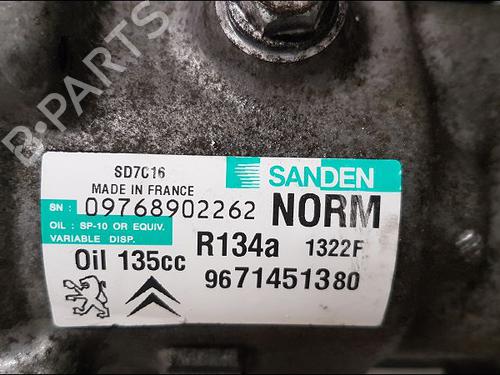 B-PARTS
SD7C16
MADE IN FRANCE
SANDEN
SN : 09768902262
NORM
OIL : SP-10 OR EQUIV.
VARIABLE DISP.
R134a 1322F
Oil 135cc
9671451380